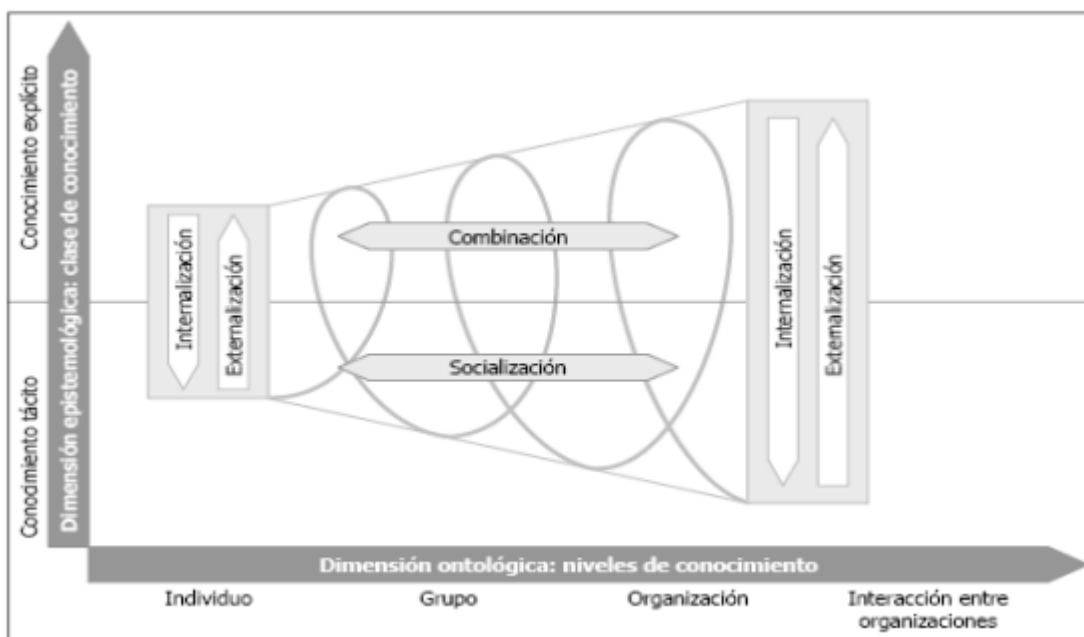 Conocimiento explícito
Conocimiento tácito
Dimensión epistemológica: clase de conocimiento
Internalización
Externalización
Combinación
Socialización
Internalización
Externalización
Dimensión ontológica: niveles de conocimiento
Individuo
Grupo
Organización
Interacción entre
organizaciones